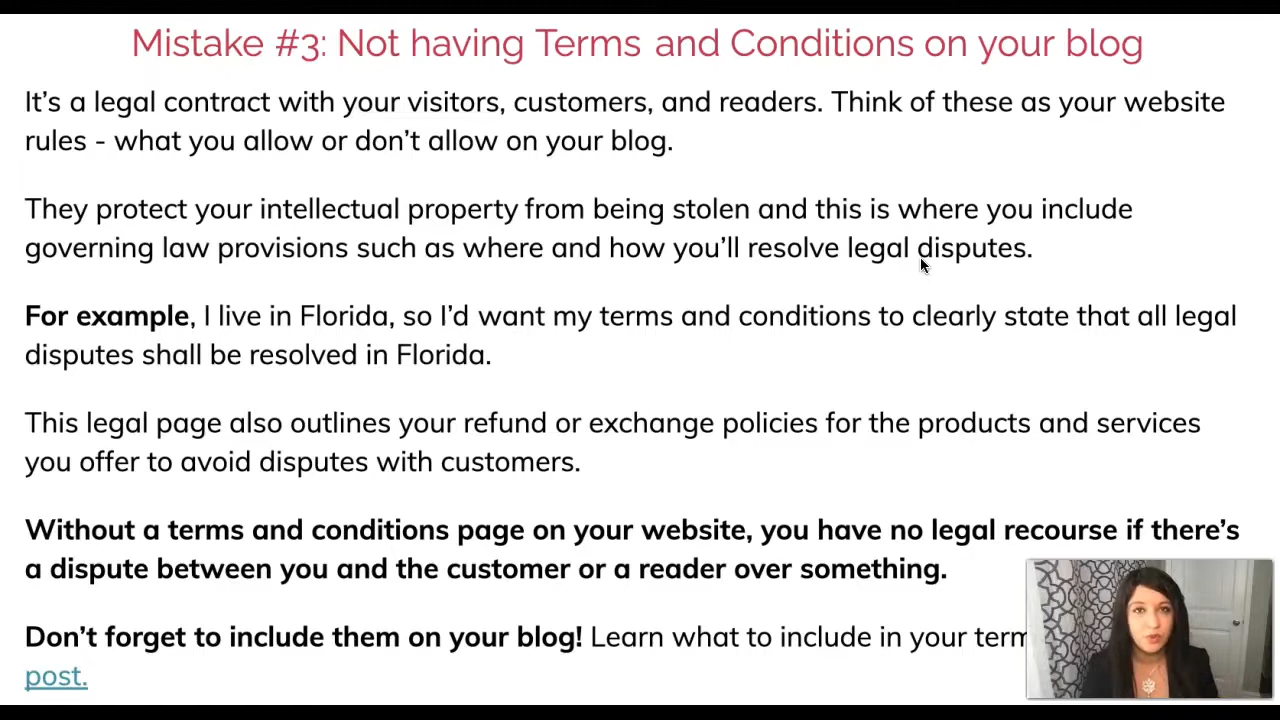 Mistake #3: Not having Terms and Conditions on your blog
It’s a legal contract with your visitors, customers, and readers. Think of these as your website
rules - what you allow or don’t allow on your blog.
They protect your intellectual property from being stolen and this is where you include
governing law provisions such as where and how you’ll resolve legal disputes.
For example, I live in Florida, so I’d want my terms and conditions to clearly state that all legal
disputes shall be resolved in Florida.
This legal page also outlines your refund or exchange policies for the products and services
you offer to avoid disputes with customers.
Without a terms and conditions page on your website, you have no legal recourse if there’s
a dispute between you and the customer or a reader over something.
Don’t forget to include them on your blog! Learn what to include in your
post.